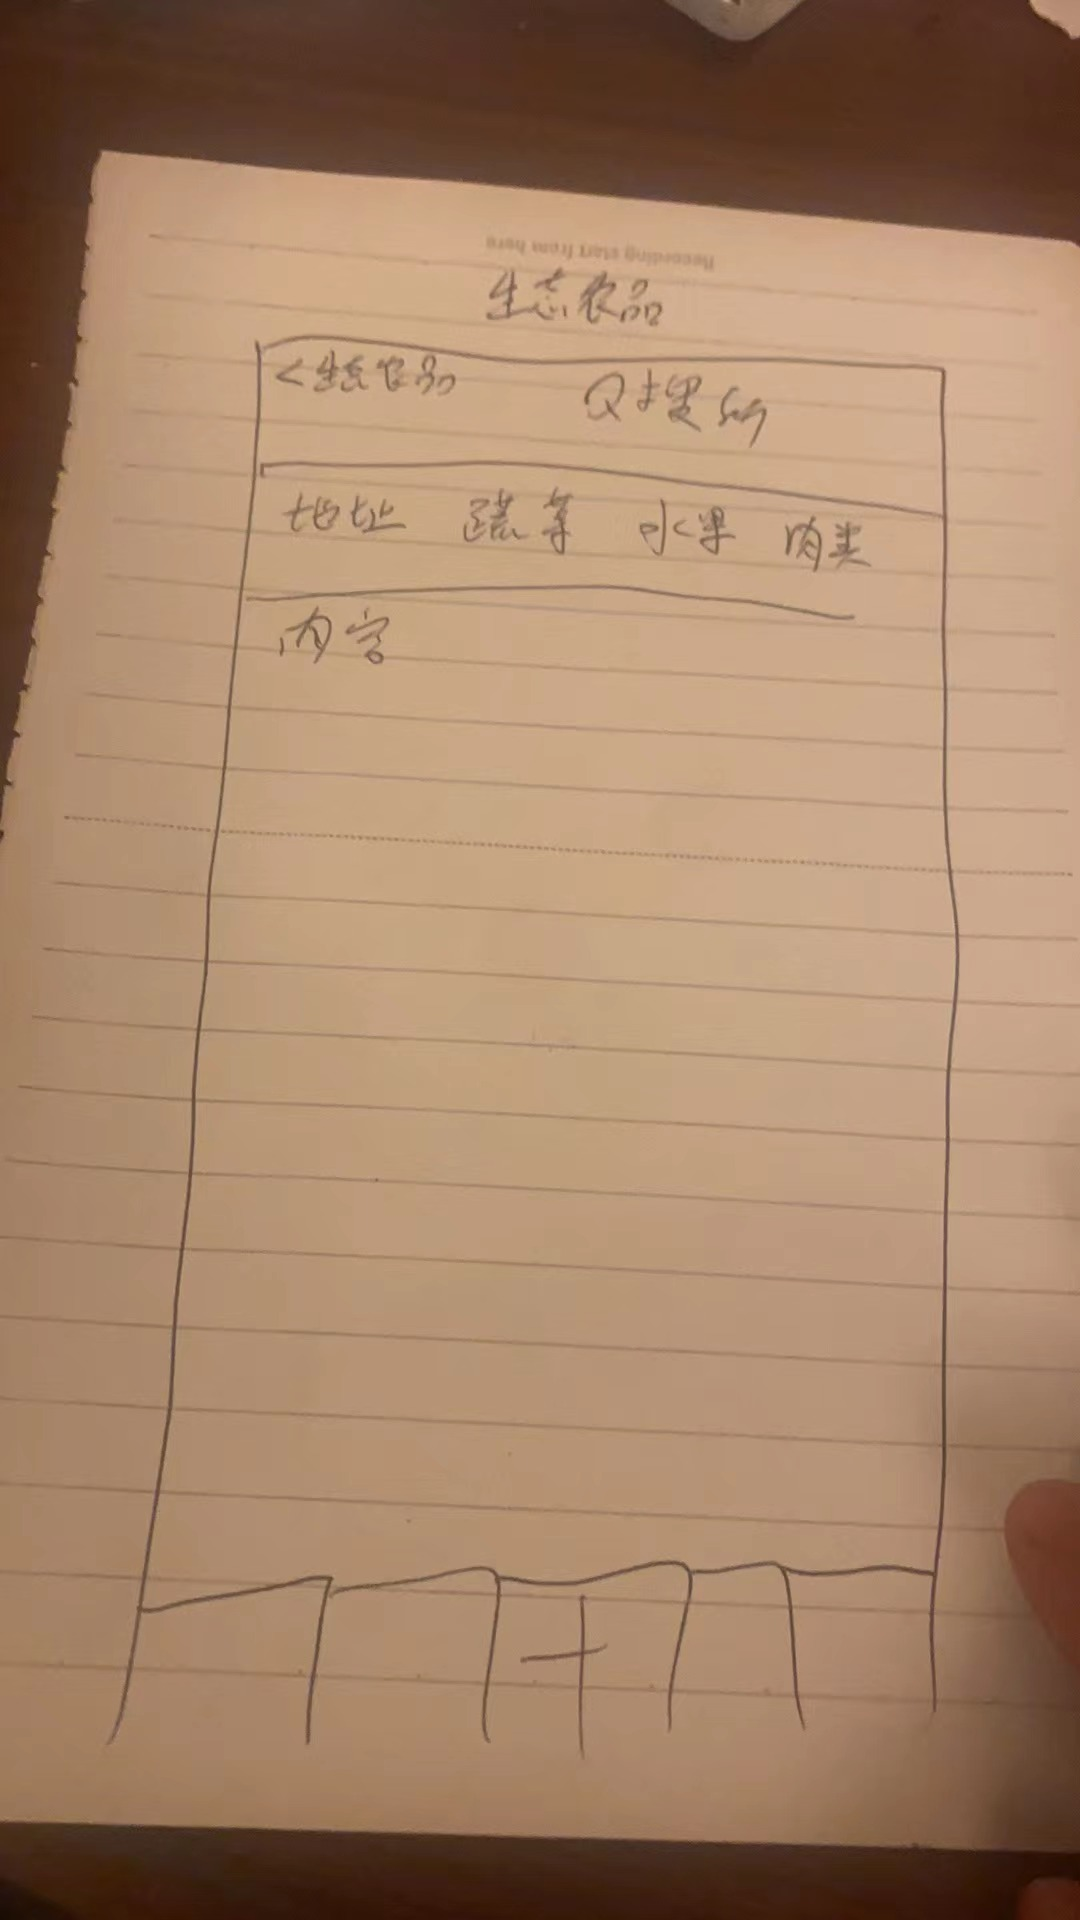 Recording start from here
生态农品
<生态农品 Q搜索
地址 蔬菜 水果 肉类
内容